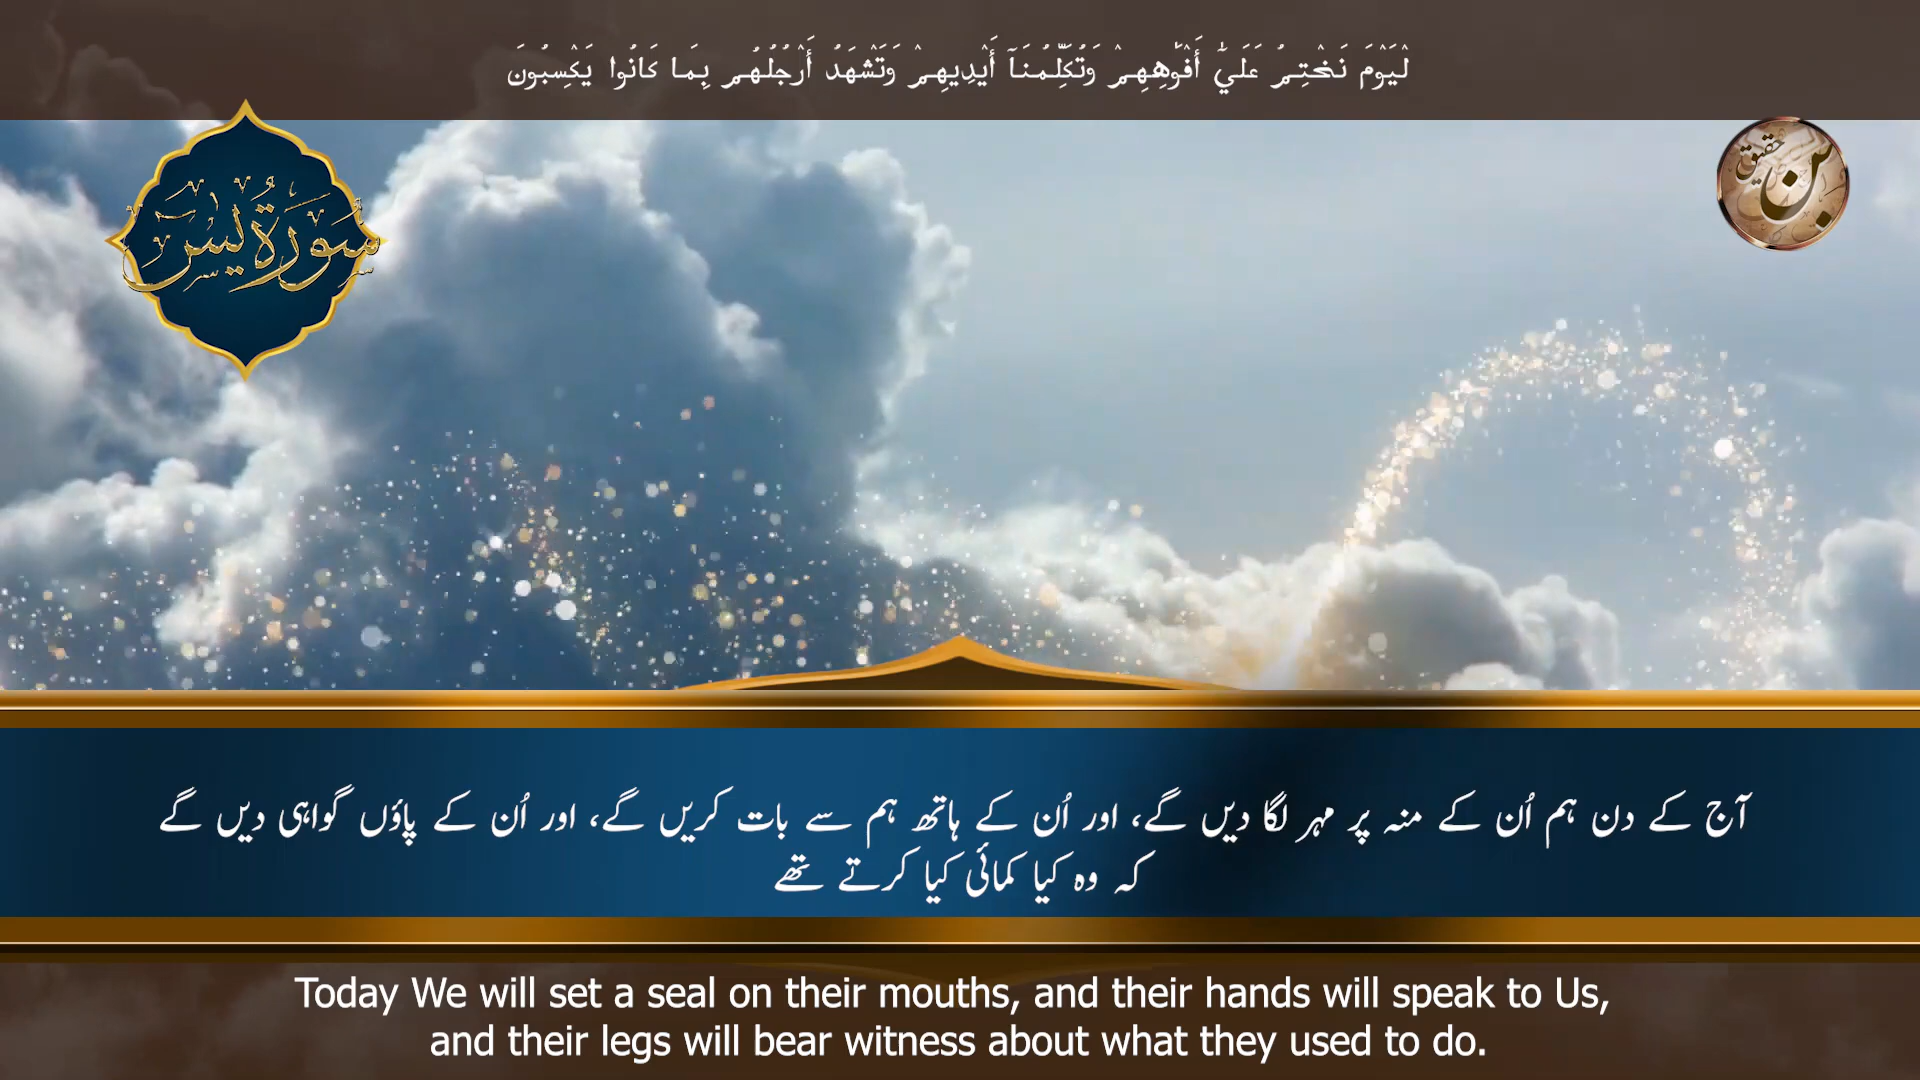 لْيَوْمَ نَخْتِمُ عَلَيٰٓ أَفْوَٰهِهِمْ وَتُكَلِّمُنَآ أَيْدِيهِمْ وَتَشْهَدُ أَرْجُلُهُم بِمَا كَانُوا يَكْسِبُونَ
سُورَةُ يٰسٓ
بن حقیق
آج کے دن ہم اُن کے منہ پر مہر لگا دیں گے، اور اُن کے ہاتھ ہم سے بات کریں گے، اور اُن کے پاؤں گواہی دیں گے
کہ وہ کیا کمائی کیا کرتے تھے
Today We will set a seal on their mouths, and their hands will speak to Us,
and their legs will bear witness about what they used to do.